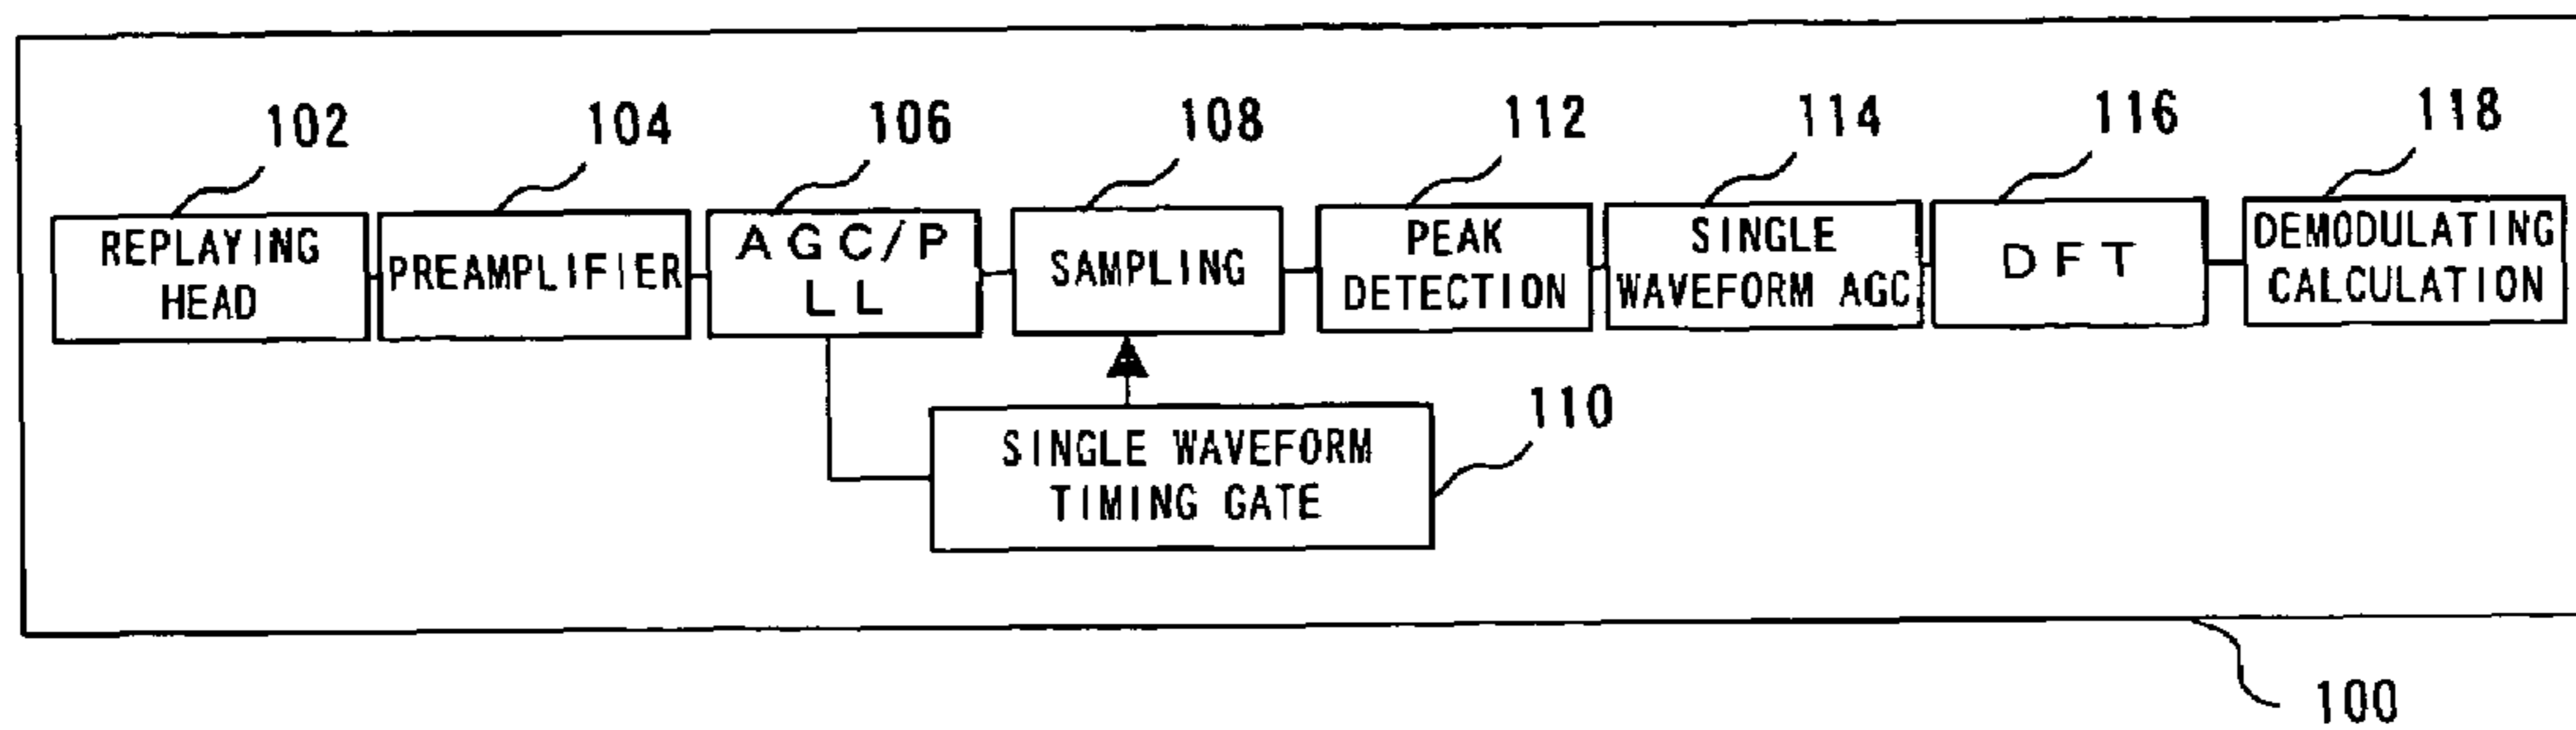 102
104
106
108
112
114
116
118
REPLAYING
HEAD
PREAMPLIFIER
AGC/P
LL
SAMPLING
PEAK
DETECTION
SINGLE
WAVEFORM AGC
DFT
DEMODULATING
CALCULATION
110
SINGLE WAVEFORM
TIMING GATE
100